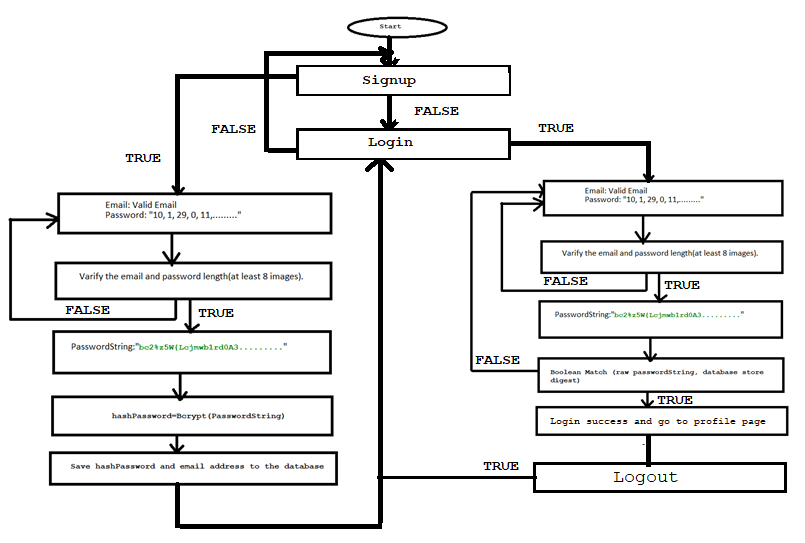 Start
Signup
FALSE
FALSE
Login
TRUE
TRUE
Email: Valid Email
Password: "10, 1, 29, 0, 11,........."
Varify the email and password length(at least 8 images).
FALSE
TRUE
PasswordString:"bc2%z5W(Lcjmwb1rd0A3........."
hashPassword=Bcrypt(PasswordString)
Save hashPassword and email address to the database
Email: Valid Email
Password: "10, 1, 29, 0, 11,........."
Varify the email and password length(at least 8 images).
FALSE
TRUE
PasswordString:"bc2%z5W(Lcjmwb1rd0A3........."
FALSE
Boolean Match (raw passwordString, database store
digest)
TRUE
Login success and go to profile page
TRUE
Logout